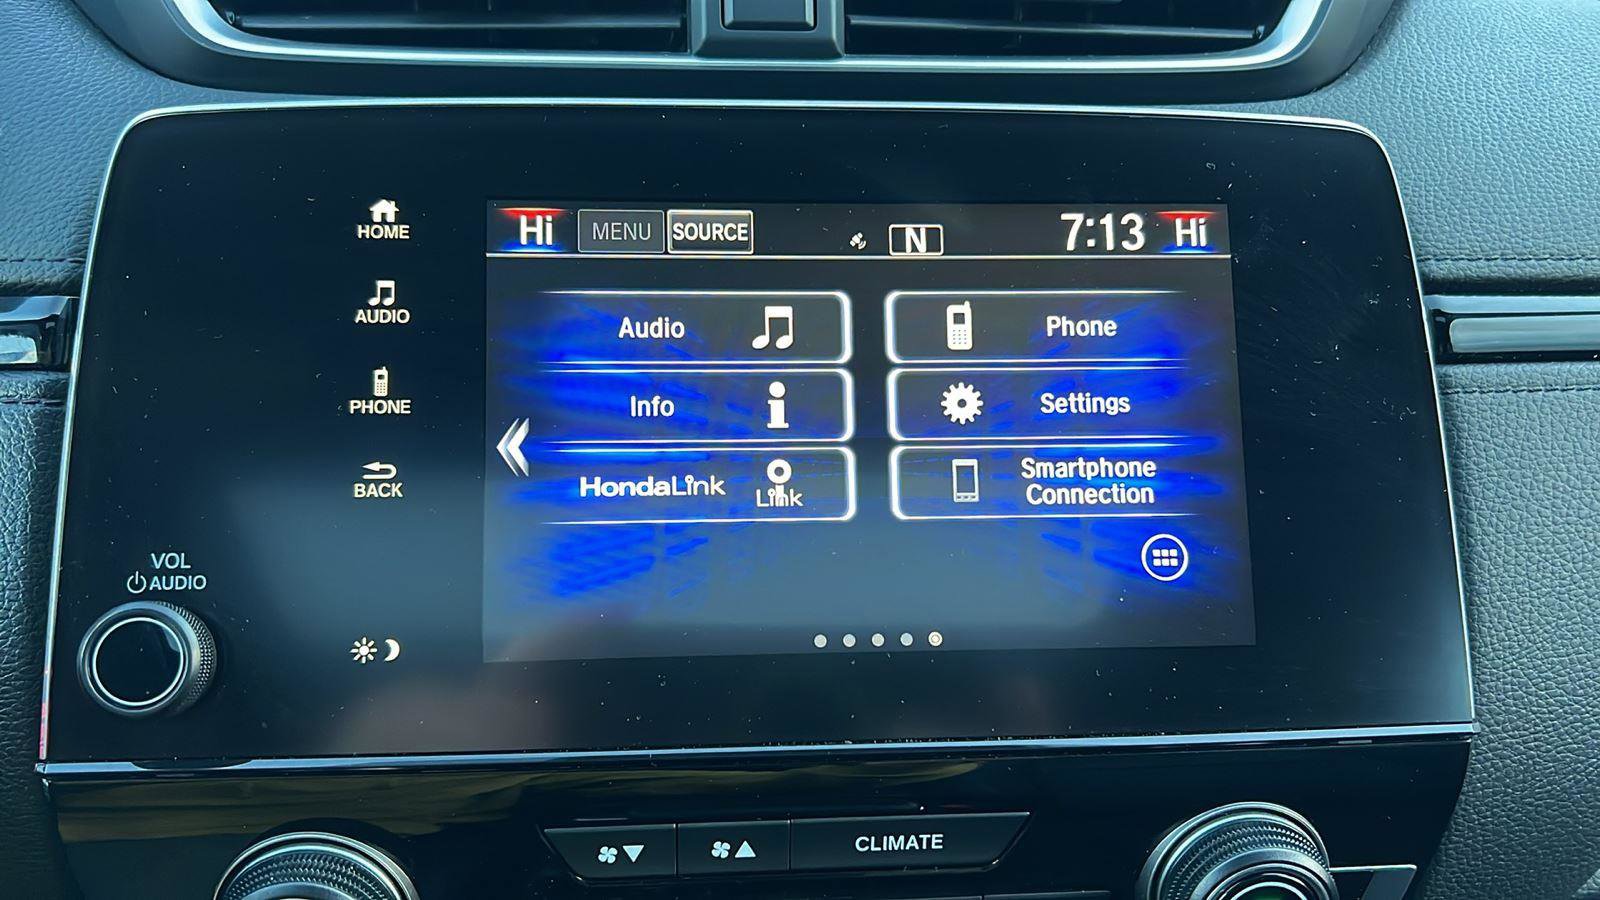 Hi MENU SOURCE N 7:13 Hi
HOME
AUDIO
PHONE
BACK
Audio
Phone
Info
Settings
HondaLink
Link
Smartphone
Connection
VOL
AUDIO
CLIMATE